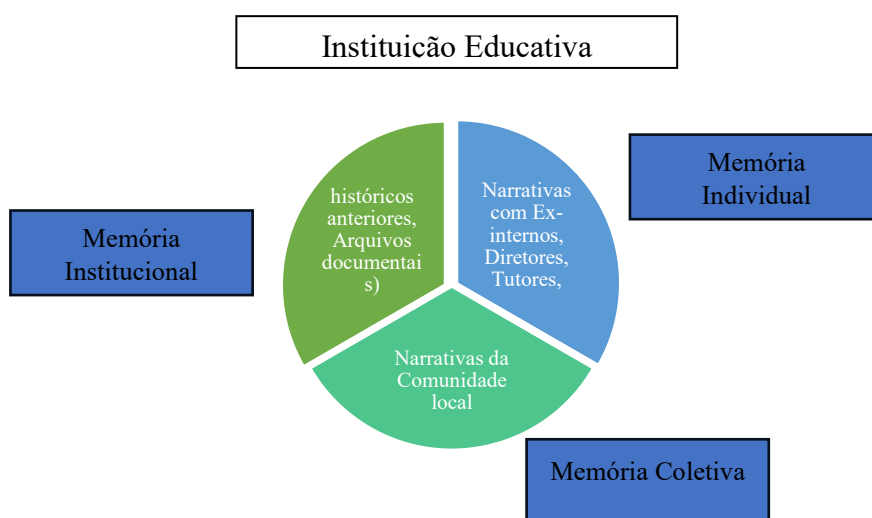 Instituicão Educativa
históricos
anteriores,
Arquivos
documentai
s)
Narrativas
com Ex-
internos,
Diretores,
Tutores,
Memória
Individual
Memória
Institucional
Narrativas da
Comunidade
local
Memória Coletiva